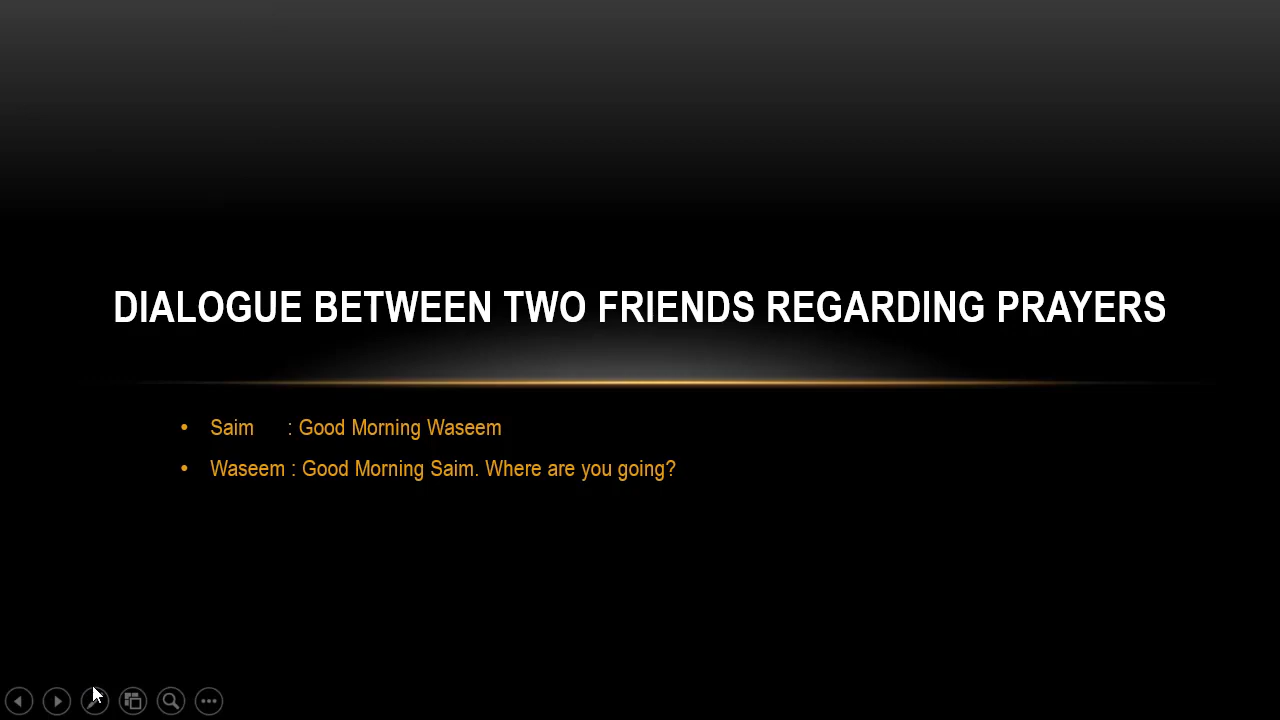 DIALOGUE BETWEEN TWO FRIENDS REGARDING PRAYERS
• Saim : Good Morning Waseem
• Waseem : Good Morning Saim. Where are you going?